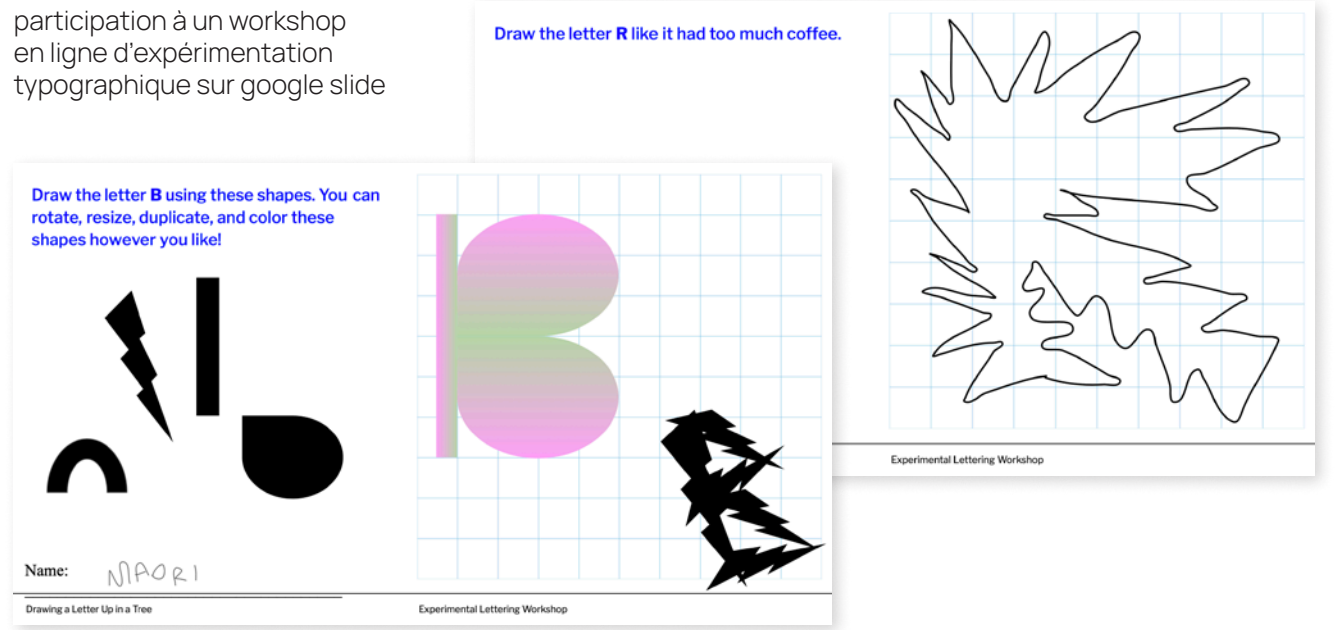 participation à un workshop
en ligne d'expérimentation
typographique sur google slide
Draw the letter R like it had too much coffee.
Experimental Lettering Workshop
Draw the letter B using these shapes. You can
rotate, resize, duplicate, and color these
shapes however you like!
Name: MAORI
Drawing a Letter Up in a Tree
Experimental Lettering Workshop